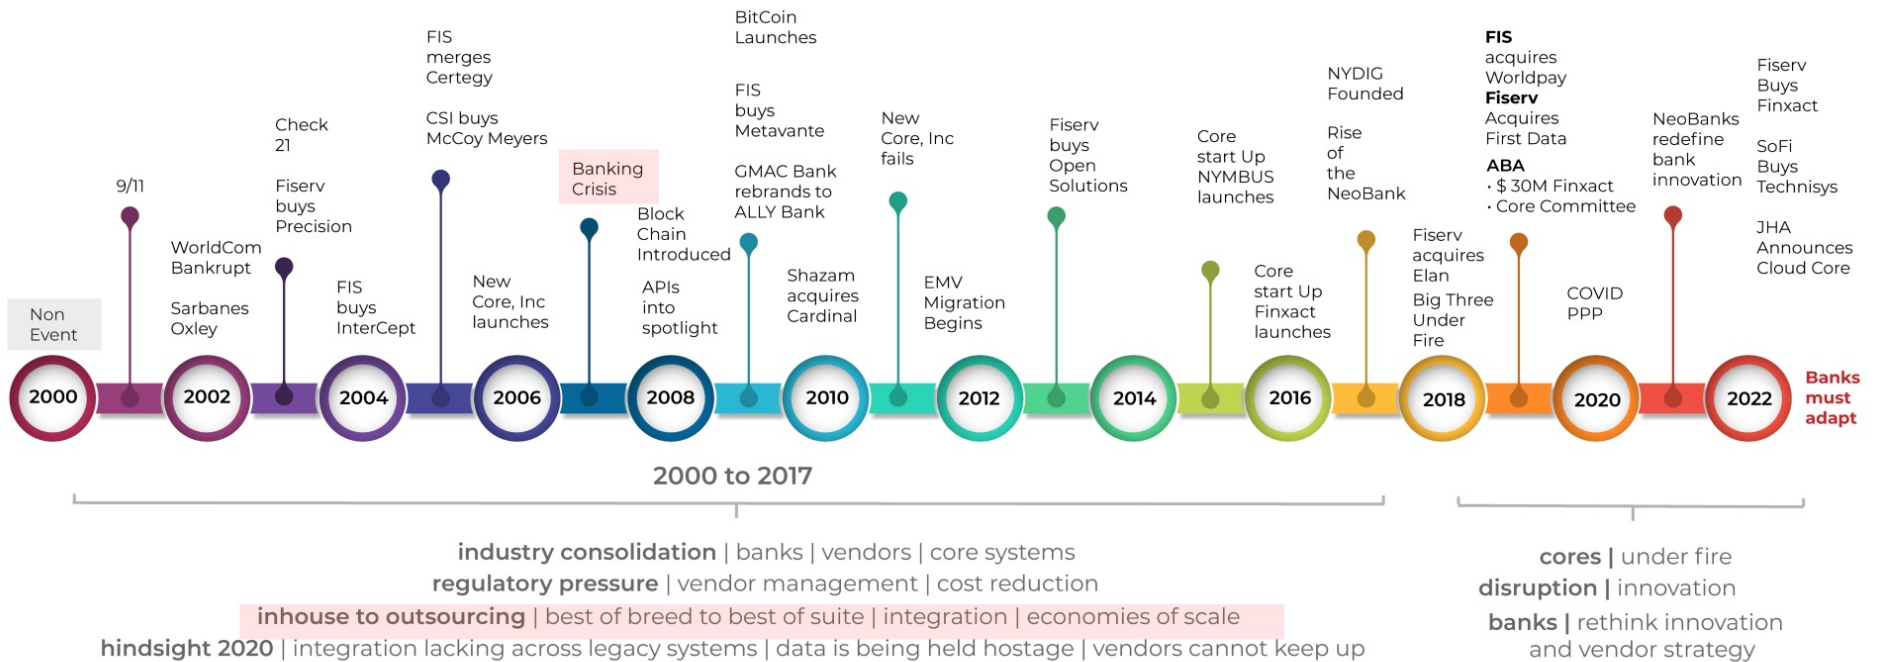 Non
Event
2000
9/11
WorldCom
Bankrupt
Sarbanes
Oxley
2002
Check
21
Fiserv
buys
Precision
FIS
buys
InterCept
2004
FIS
merges
Certegy
CSI buys
McCoy Meyers
New
Core, Inc
launches
2006
Banking
Crisis
Block
Chain
Introduced
APIs
into
spotlight
2008
BitCoin
Launches
FIS
buys
Metavante
GMAC Bank
rebrands to
ALLY Bank
Shazam
acquires
Cardinal
2010
New
Core, Inc
fails
EMV
Migration
Begins
2012
Fiserv
buys
Open
Solutions
2014
Core
start Up
NYMBUS
launches
Core
start Up
Finxact
launches
2016
NYDIG
Founded
Rise
of
the
NeoBank
Fiserv
acquires
Elan
Big Three
Under
Fire
2018
FIS
acquires
Worldpay
Fiserv
Acquires
First Data
ABA
· $ 30M Finxact
· Core Committee
COVID
PPP
2020
NeoBanks
redefine
bank
innovation
Fiserv
Buys
Finxact
SoFi
Buys
Technisys
JHA
Announces
Cloud Core
2022
Banks
must
adapt
2000 to 2017
industry consolidation | banks | vendors | core systems
regulatory pressure | vendor management | cost reduction
inhouse to outsourcing | best of breed to best of suite | integration | economies of scale
hindsight 2020 | integration lacking across legacy systems | data is being held hostage | vendors cannot keep up
cores | under fire
disruption | innovation
banks | rethink innovation
and vendor strategy